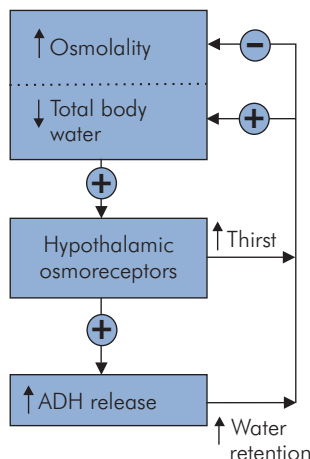 ↑ Osmolality
−
↓ Total body
water
+
+
Hypothalamic
osmoreceptors
↑ Thirst
+
↑ ADH release
↑ Water
retention